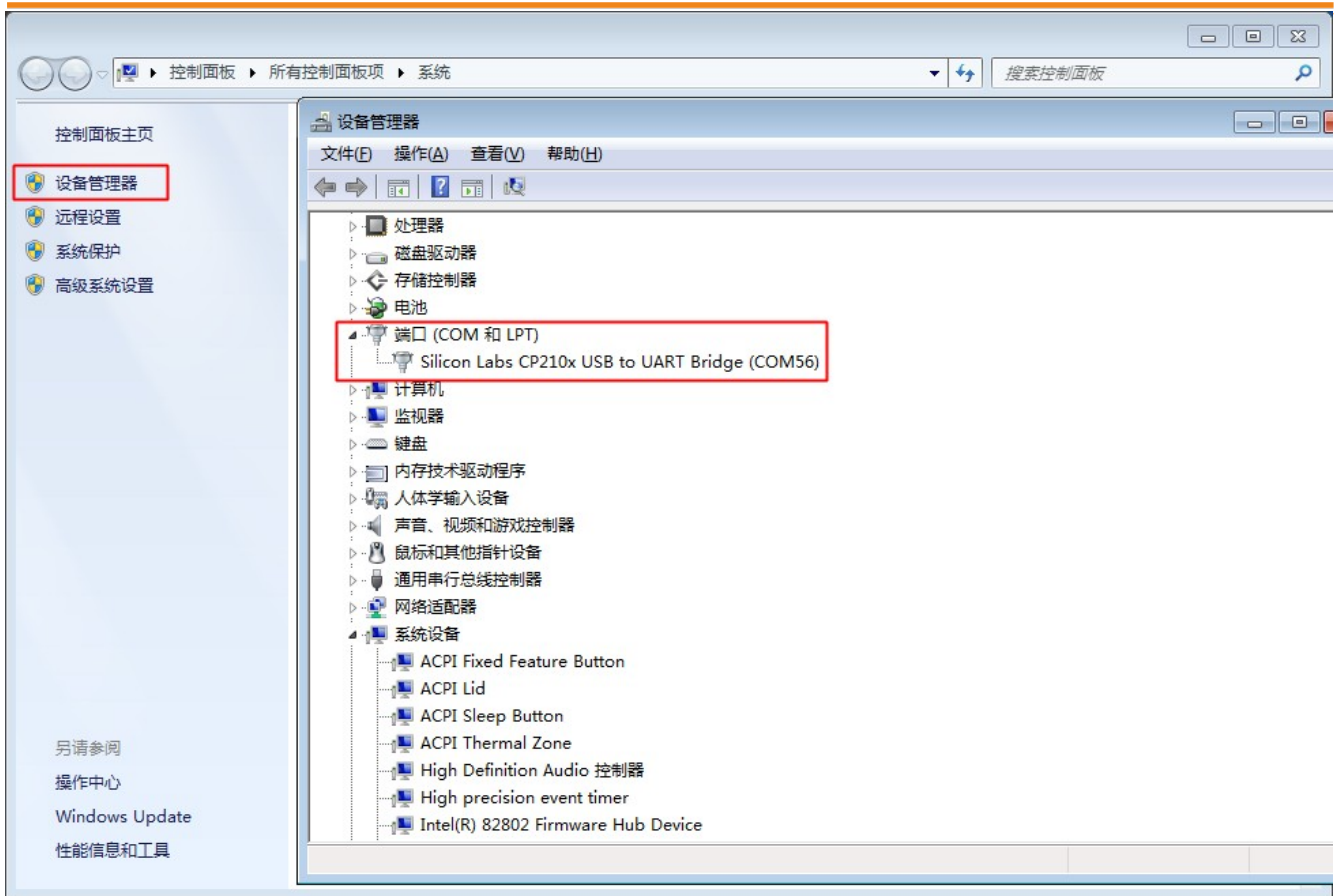 控制面板 所有控制面板项 系统
搜索控制面板
控制面板主页
设备管理器
远程设置
系统保护
高级系统设置
另请参阅
操作中心
Windows Update
性能信息和工具
设备管理器
文件(F) 操作(A) 查看(V) 帮助(H)
处理器
磁盘驱动器
存储控制器
电池
端口 (COM 和 LPT)
Silicon Labs CP210x USB to UART Bridge (COM56)
计算机
监视器
键盘
内存技术驱动程序
人体学输入设备
声音、视频和游戏控制器
鼠标和其他指针设备
通用串行总线控制器
网络适配器
系统设备
ACPI Fixed Feature Button
ACPI Lid
ACPI Sleep Button
ACPI Thermal Zone
High Definition Audio 控制器
High precision event timer
Intel(R) 82802 Firmware Hub Device